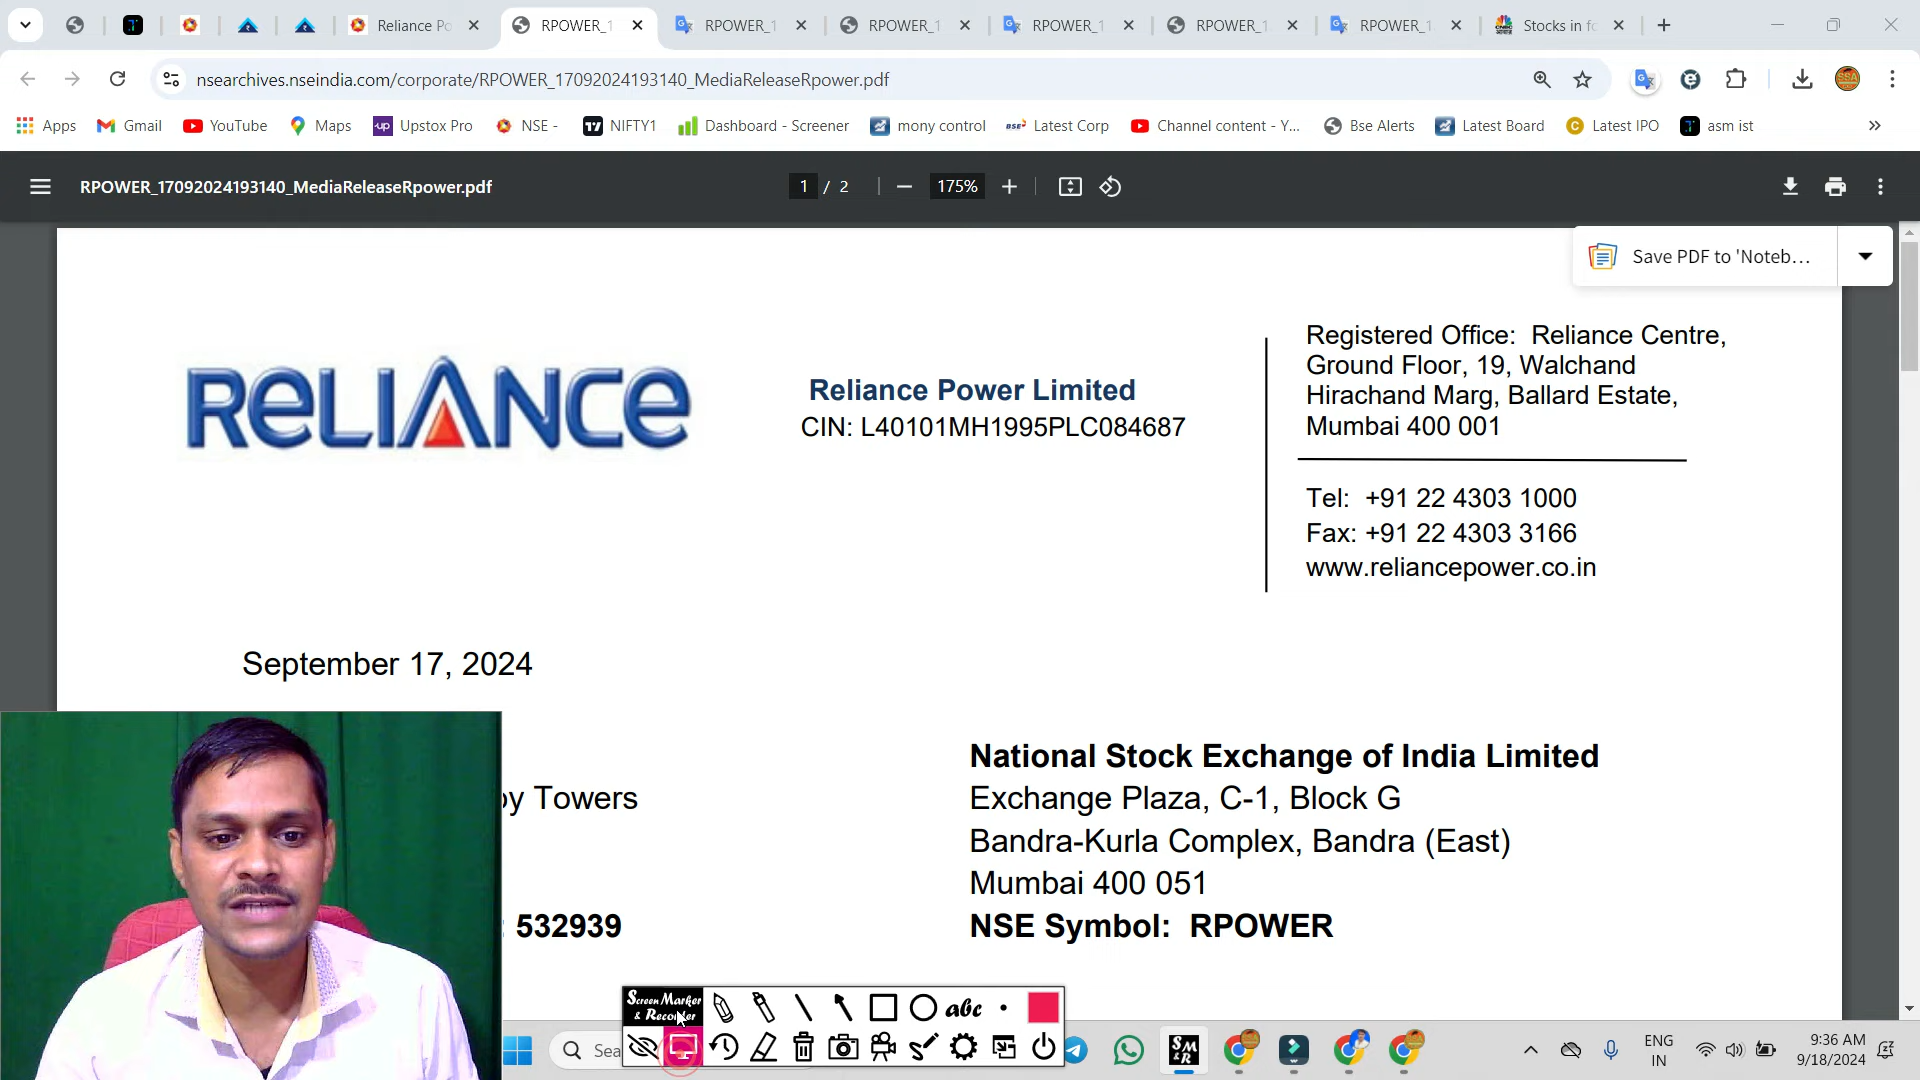 Reliance Po
RPOWER_1
RPOWER_1
RPOWER_1
RPOWER_1
RPOWER_1
RPOWER_1
Stocks in fo
nsearchives.nseindia.com/corporate/RPOWER_17092024193140_MediaReleaseRpower.pdf
Apps
Gmail
YouTube
Maps
up Upstox Pro
NSE -
NIFTY1
Dashboard - Screener
mony control
BSE Latest Corp
Channel content - Y...
Bse Alerts
Latest Board
Latest IPO
asm ist
RPOWER_17092024193140_MediaReleaseRpower.pdf
1 / 2
175%
Save PDF to 'Noteb...
RELIANCE
Reliance Power Limited
CIN: L40101MH1995PLC084687
Registered Office: Reliance Centre,
Ground Floor, 19, Walchand
Hirachand Marg, Ballard Estate,
Mumbai 400 001
Tel: +91 22 4303 1000
Fax: +91 22 4303 3166
www.reliancepower.co.in
September 17, 2024
Towers
: 532939
National Stock Exchange of India Limited
Exchange Plaza, C-1, Block G
Bandra-Kurla Complex, Bandra (East)
Mumbai 400 051
NSE Symbol: RPOWER
Screen Marker
& Recorder
abc
Sea
SM
&R
ENG
IN
9:36 AM
9/18/2024